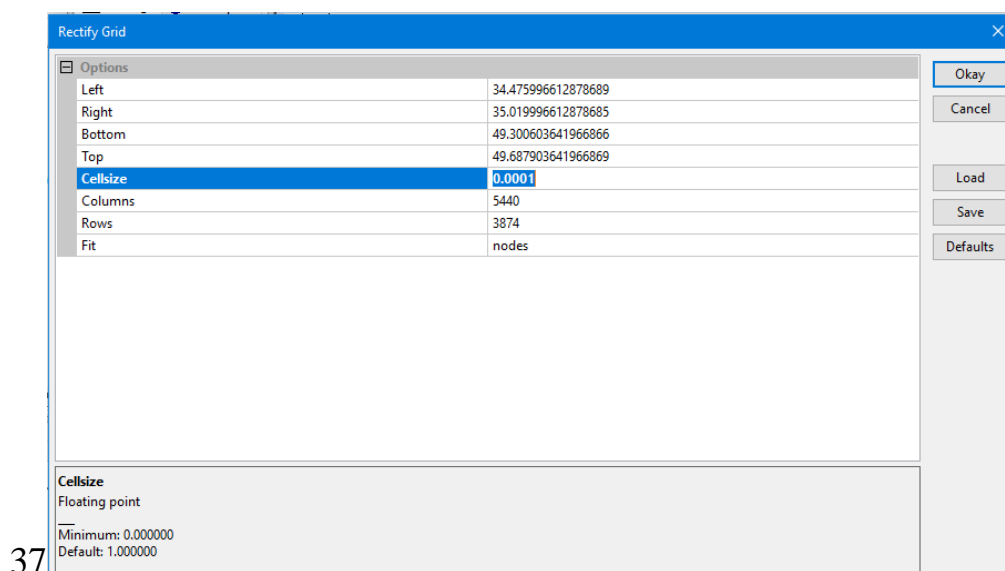 Rectify Grid
Options
Left 34.475996612878689
Right 35.019996612878685
Bottom 49.300603641966866
Top 49.687903641966869
Cellsize 0.0001
Columns 5440
Rows 3874
Fit nodes
Okay
Cancel
Load
Save
Defaults
Cellsize
Floating point
Minimum: 0.000000
Default: 1.000000
37